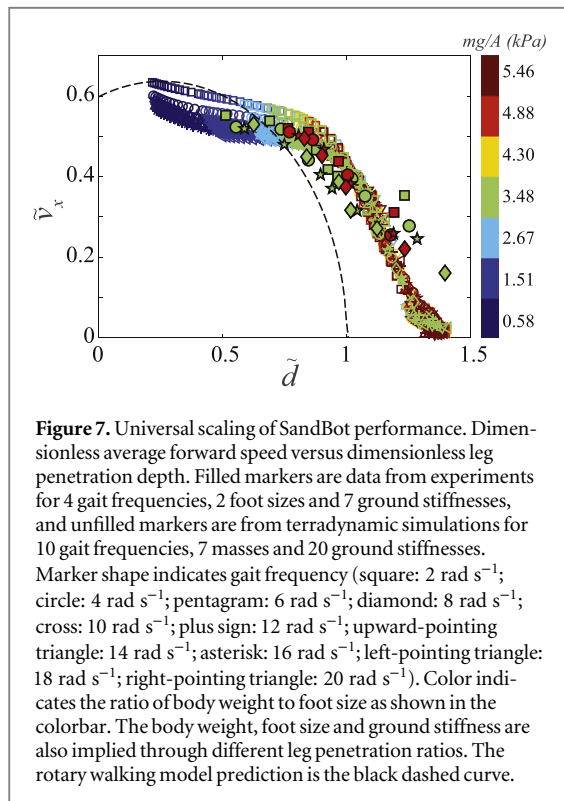 mg/A (kPa)
5.46
4.88
4.30
3.48
2.67
1.51
0.58
0.6
0.4
0.2
0
ṽₓ
0
0.5
1.0
1.5
d̃
Figure 7. Universal scaling of SandBot performance. Dimen-
sionless average forward speed versus dimensionless leg
penetration depth. Filled markers are data from experiments
for 4 gait frequencies, 2 foot sizes and 7 ground stiffnesses,
and unfilled markers are from terradynamic simulations for
10 gait frequencies, 7 masses and 20 ground stiffnesses.
Marker shape indicates gait frequency (square: 2 rad s⁻¹;
circle: 4 rad s⁻¹; pentagram: 6 rad s⁻¹; diamond: 8 rad s⁻¹;
cross: 10 rad s⁻¹; plus sign: 12 rad s⁻¹; upward-pointing
triangle: 14 rad s⁻¹; asterisk: 16 rad s⁻¹; left-pointing triangle:
18 rad s⁻¹; right-pointing triangle: 20 rad s⁻¹). Color indi-
cates the ratio of body weight to foot size as shown in the
colorbar. The body weight, foot size and ground stiffness are
also implied through different leg penetration ratios. The
rotary walking model prediction is the black dashed curve.